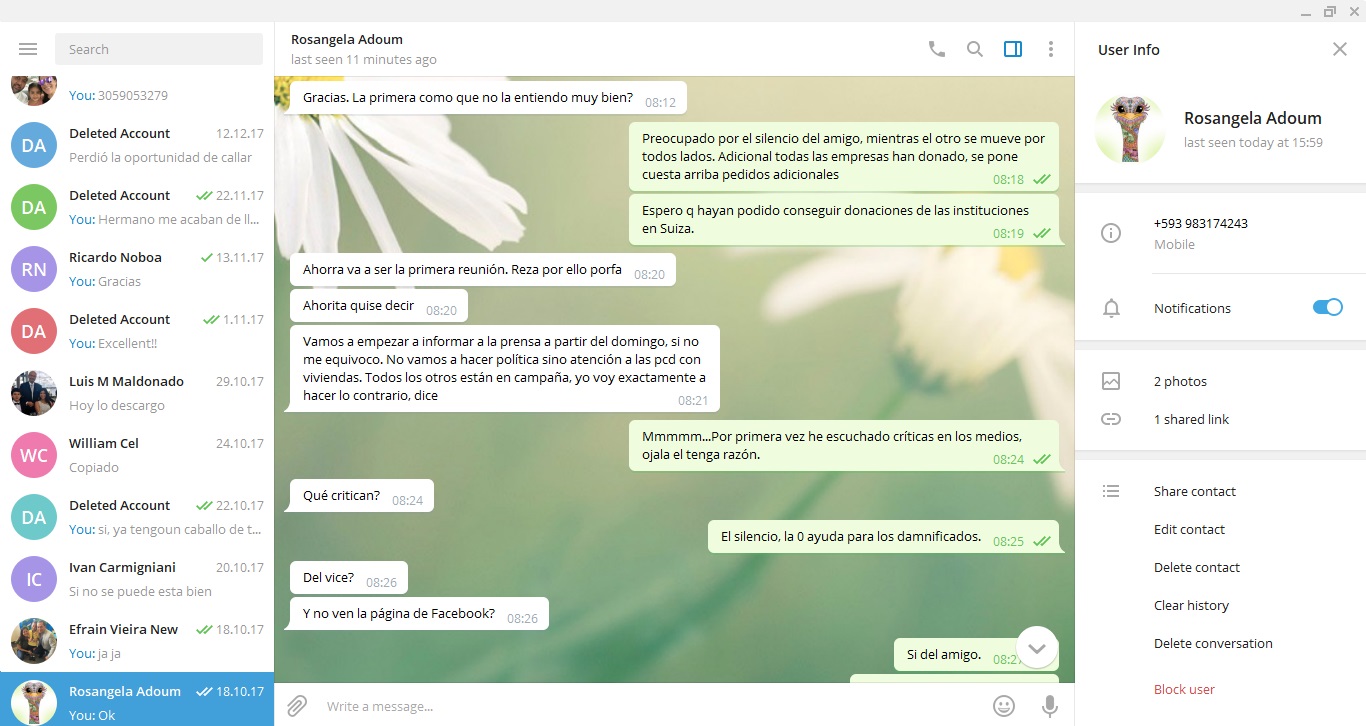 Search
You: 3059053279
DA
Deleted Account 12.12.17
Perdió la oportunidad de callar
DA
Deleted Account 22.11.17
You: Hermano me acaban de ll...
RN
Ricardo Noboa 13.11.17
You: Gracias
DA
Deleted Account 1.11.17
You: Excellent!!
Luis M Maldonado 29.10.17
Hoy lo descargo
WC
William Cel 24.10.17
Copiado
DA
Deleted Account 22.10.17
You: si, ya tengoun caballo de t...
IC
Ivan Carmigniani 20.10.17
Si no se puede esta bien
Efrain Vieira New 18.10.17
You: ja ja
Rosangela Adoum 18.10.17
You: Ok
Rosangela Adoum
last seen 11 minutes ago
Gracias. La primera como que no la entiendo muy bien? 08:12
Preocupado por el silencio del amigo, mientras el otro se mueve por
todos lados. Adicional todas las empresas han donado, se pone
cuesta arriba pedidos adicionales 08:18
Espero q hayan podido conseguir donaciones de las instituciones
en Suiza. 08:19
Ahorra va a ser la primera reunión. Reza por ello porfa 08:20
Ahorita quise decir 08:20
Vamos a empezar a informar a la prensa a partir del domingo, si no
me equivoco. No vamos a hacer política sino atención a las pcd con
viviendas. Todos los otros están en campaña, yo voy exactamente a
hacer lo contrario, dice 08:21
Mmmmm...Por primera vez he escuchado críticas en los medios,
ojala el tenga razón. 08:24
Qué critican? 08:24
El silencio, la 0 ayuda para los damnificados. 08:25
Del vice? 08:26
Y no ven la página de Facebook? 08:26
Si del amigo.
Write a message...
User Info
Rosangela Adoum
last seen today at 15:59
+593 983174243
Mobile
Notifications
2 photos
1 shared link
Share contact
Edit contact
Delete contact
Clear history
Delete conversation
Block user